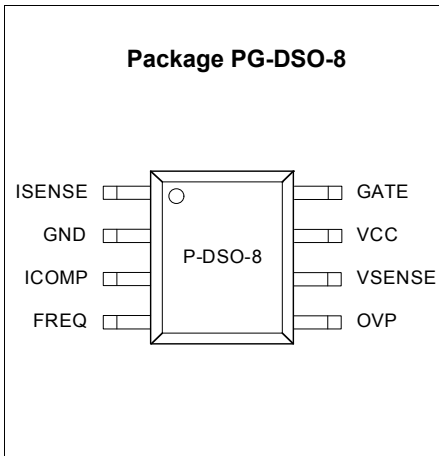 Package PG-DSO-8
ISENSE
GATE
GND
VCC
P-DSO-8
ICOMP
VSENSE
FREQ
OVP